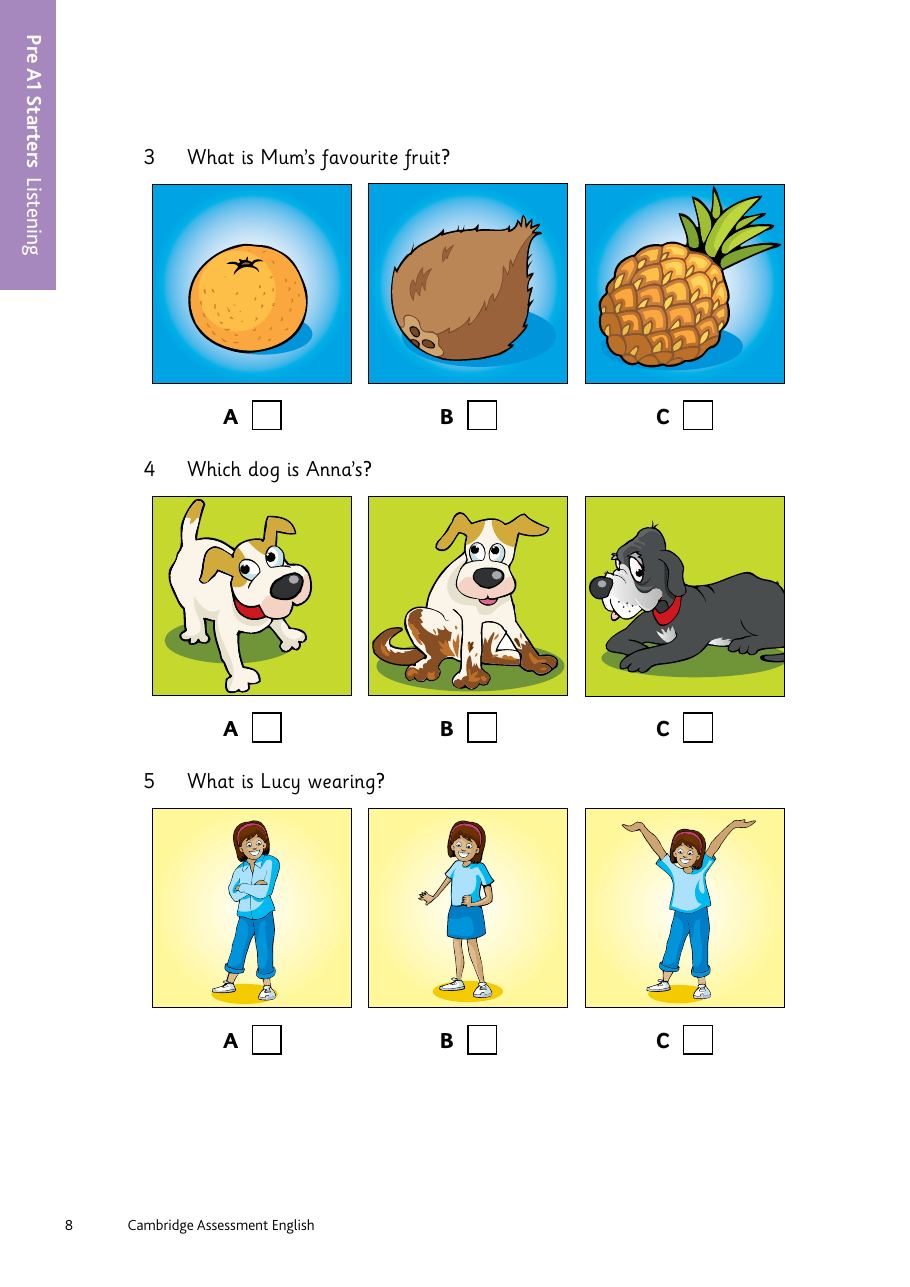 Pre A1 Starters Listening
3 What is Mum's favourite fruit?
A B C
4 Which dog is Anna's?
A B C
5 What is Lucy wearing?
A B C
8 Cambridge Assessment English